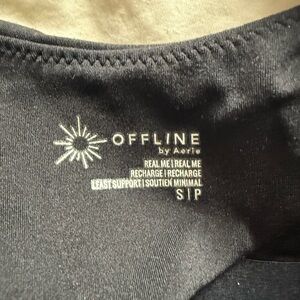 OFFLINE
by Aerie
REAL ME | REAL ME
RECHARGE | RECHARGE
LEAST SUPPORT | SOUTIEN MINIMAL
S | P